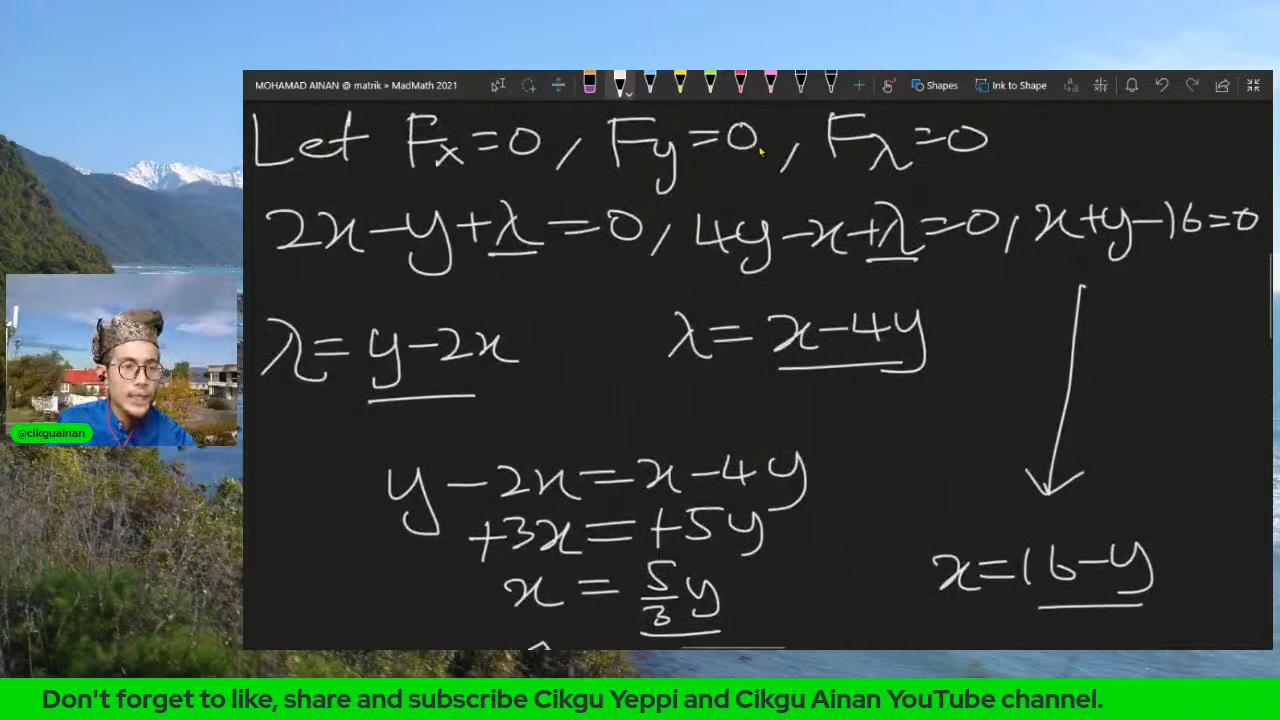 MOHAMAD AINAN @ matrik » MadMath 2021
Shapes
Ink to Shape
Let Fx=0, Fy=0, Fλ=0
2x-y+λ=0, 4y-x+λ=0, x+y-16=0
λ=y-2x
λ=x-4y
@cikguainan
y-2x=x-4y
+3x=+5y
x=16-y
x=5/3y
Don't forget to like, share and subscribe Cikgu Yeppi and Cikgu Ainan YouTube channel.